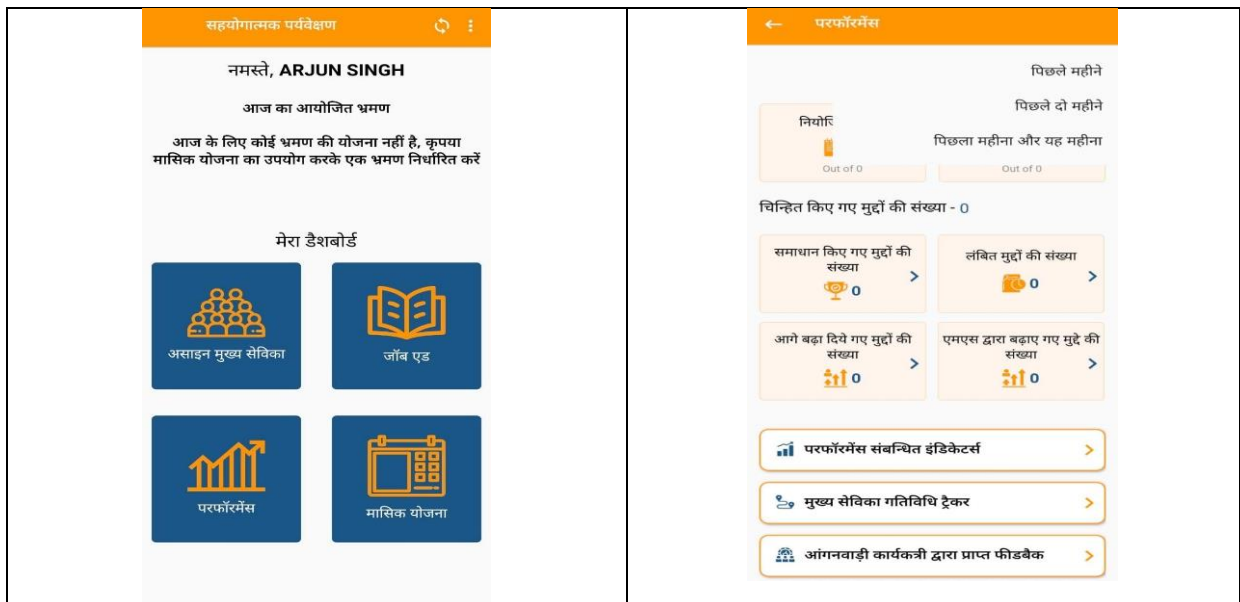 सहयोगात्मक पर्यवेक्षण
नमस्ते, ARJUN SINGH
आज का आयोजित भ्रमण
आज के लिए कोई भ्रमण की योजना नहीं है, कृपया
मासिक योजना का उपयोग करके एक भ्रमण निर्धारित करें
मेरा डैशबोर्ड
असाइन मुख्य सेविका
जॉब एड
परफॉरमेंस
मासिक योजना
परफॉरमेंस
पिछले महीने
पिछले दो महीने
पिछला महीना और यह महीना
Out of 0
Out of 0
चिन्हित किए गए मुद्दों की संख्या - 0
समाधान किए गए मुद्दों की
संख्या
0
लंबित मुद्दों की संख्या
0
आगे बढ़ा दिये गए मुद्दों की
संख्या
0
एमएस द्वारा बढ़ाए गए मुद्दे की
संख्या
0
परफॉरमेंस संबन्धित इंडिकेटर्स
मुख्य सेविका गतिविधि ट्रैकर
आंगनवाड़ी कार्यकत्री द्वारा प्राप्त फीडबैक